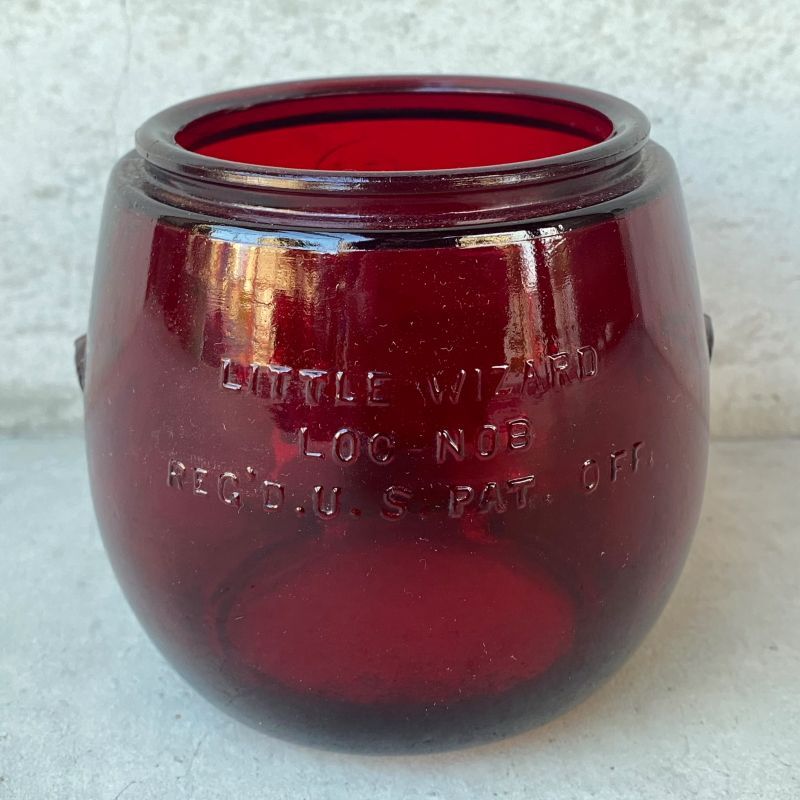 LITTLE WIZARD
LOC-NOB
REG'D. U.S. PAT. OFF.